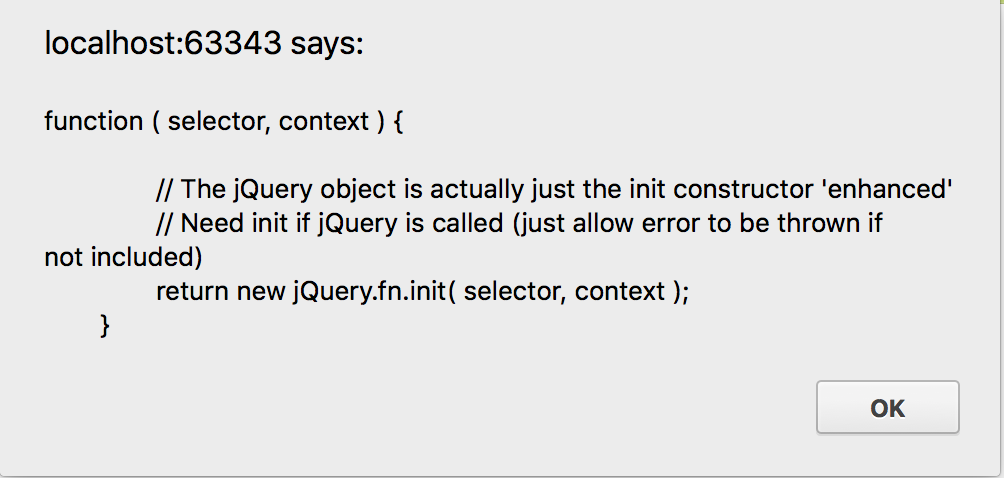 localhost:63343 says:
function ( selector, context ) {
// The jQuery object is actually just the init constructor 'enhanced'
// Need init if jQuery is called (just allow error to be thrown if
not included)
return new jQuery.fn.init( selector, context );
}
OK